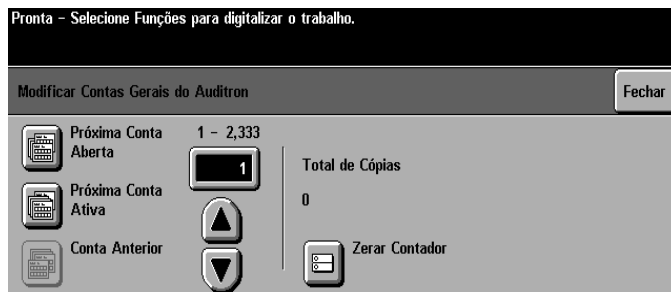 Pronta - Selecione Funções para digitalizar o trabalho.
Modificar Contas Gerais do Auditron
Fechar
Próxima Conta
Aberta
1 - 2,333
1
Próxima Conta
Ativa
Conta Anterior
Total de Cópias
0
Zerar Contador